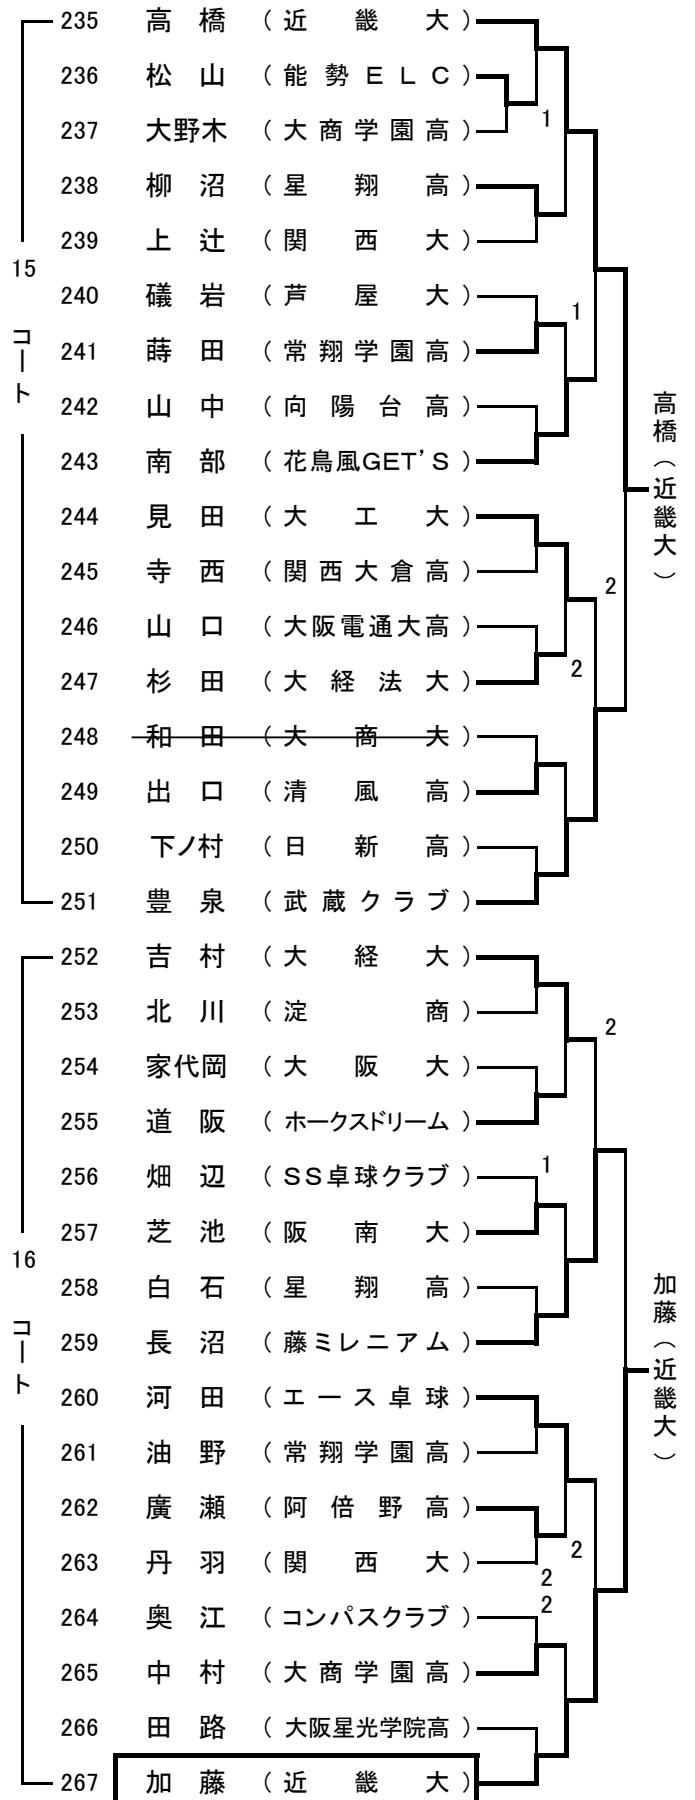 235 高橋 (近畿大)
236 松山 (能勢ELC)
237 大野木 (大商学園高)
1
238 柳沼 (星翔高)
239 上辻 (関西大)
15コート
240 礒岩 (芦屋大)
1
241 蒔田 (常翔学園高)
242 山中 (向陽台高)
243 南部 (花鳥風GET'S)
高橋(近畿大)
244 見田 (大工大)
245 寺西 (関西大倉高)
2
246 山口 (大阪電通大高)
247 杉田 (大経法大)
2
248 和田 (大商大)
249 出口 (清風高)
250 下ノ村 (日新高)
251 豊泉 (武蔵クラブ)
252 吉村 (大経大)
253 北川 (淀商)
2
254 家代岡 (大阪大)
255 道阪 (ホークスドリーム)
256 畑辺 (SS卓球クラブ)
1
257 芝池 (阪南大)
16コート
258 白石 (星翔高)
259 長沼 (藤ミレニアム)
加藤(近畿大)
260 河田 (エース卓球)
261 油野 (常翔学園高)
262 廣瀬 (阿倍野高)
263 丹羽 (関西大)
2
2
264 奥江 (コンパスクラブ)
2
265 中村 (大商学園高)
266 田路 (大阪星光学院高)
267 加藤 (近畿大)